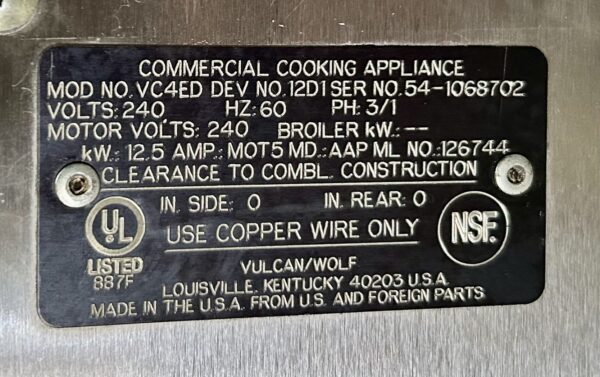 COMMERCIAL COOKING APPLIANCE
MOD NO.: VC4ED DEV NO. 12D1 SER NO. 54-1068702
VOLTS: 240 HZ: 60 PH: 3/1
MOTOR VOLTS: 240 BROILER kW.: --
kW.: 12.5 AMP.: MOT5 MD.: AAP ML NO.: 126744
CLEARANCE TO COMBL. CONSTRUCTION
IN. SIDE: 0 IN. REAR: 0
USE COPPER WIRE ONLY
UL
LISTED
887F
NSF.
VULCAN/WOLF
LOUISVILLE, KENTUCKY 40203 U.S.A.
MADE IN THE U.S.A. FROM U.S. AND FOREIGN PARTS